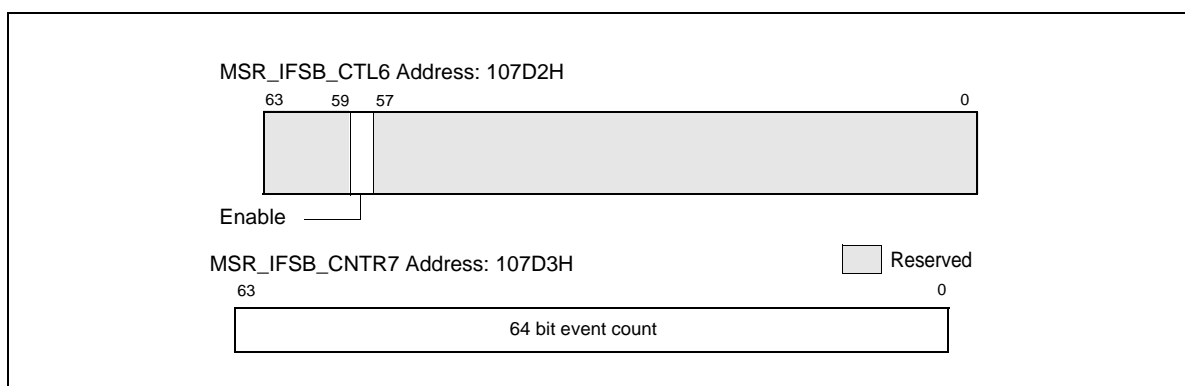 MSR_IFSB_CTL6 Address: 107D2H
63 59 57 0
Enable
Reserved
MSR_IFSB_CNTR7 Address: 107D3H
63 0
64 bit event count